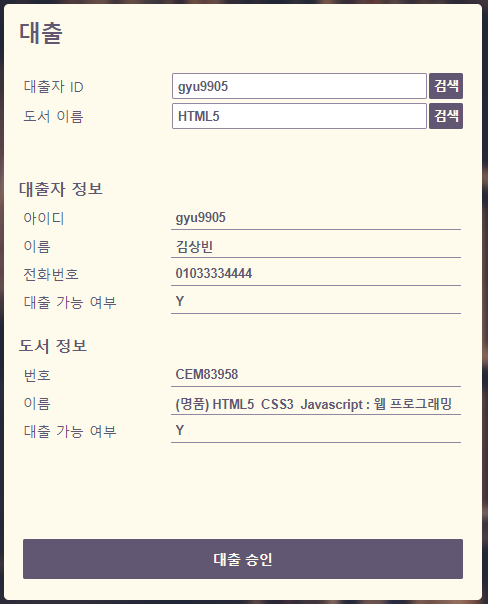 대출
대출자 ID gyu9905 검색
도서 이름 HTML5 검색
대출자 정보
아이디 gyu9905
이름 김상빈
전화번호 01033334444
대출 가능 여부 Y
도서 정보
번호 CEM83958
이름 (명품) HTML5 CSS3 Javascript : 웹 프로그래밍
대출 가능 여부 Y
대출 승인